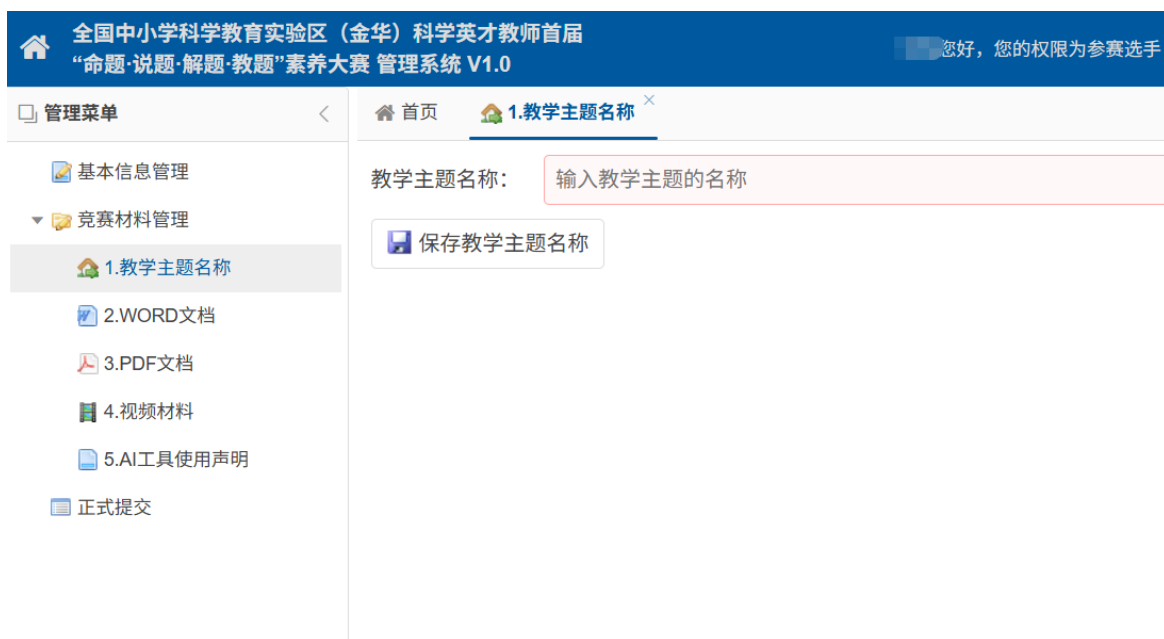 全国中小学科学教育实验区（金华）科学英才教师首届
“命题·说题·解题·教题”素养大赛 管理系统 V1.0
您好，您的权限为参赛选手
管理菜单
首页
1.教学主题名称
基本信息管理
竞赛材料管理
1.教学主题名称
2.WORD文档
3.PDF文档
4.视频材料
5.AI工具使用声明
正式提交
教学主题名称：
输入教学主题的名称
保存教学主题名称